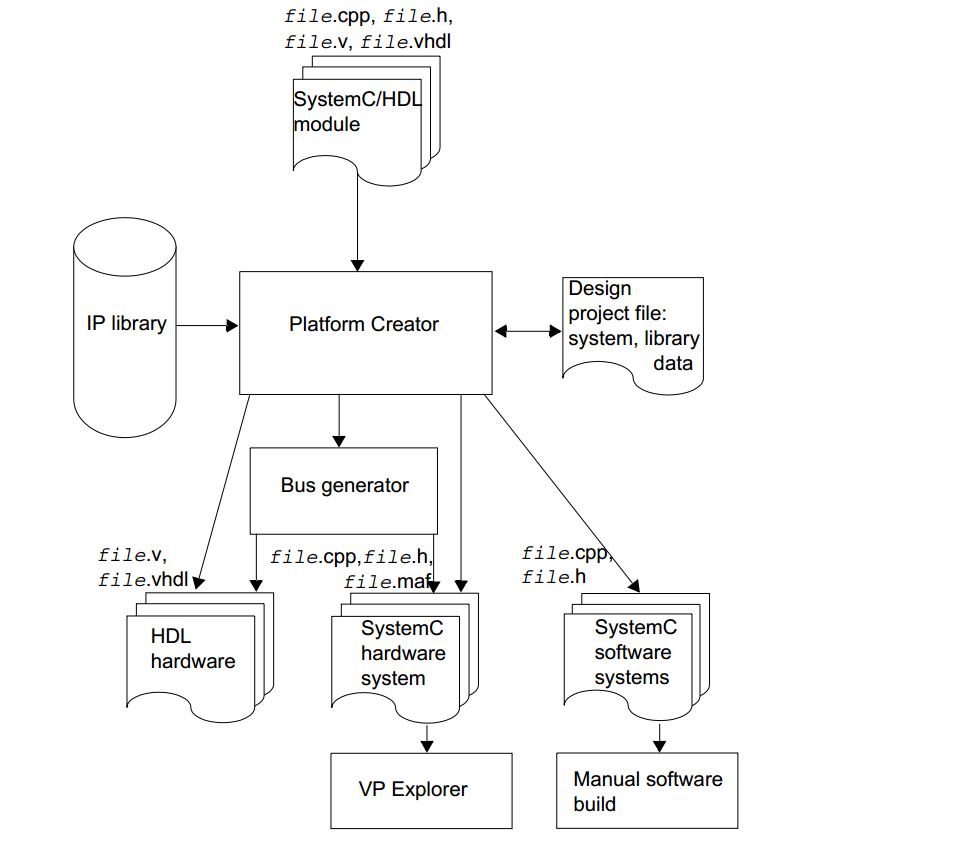 file.cpp, file.h,
file.v, file.vhdl
SystemC/HDL
module
IP library
Platform Creator
Design
project file:
system, library
data
Bus generator
file.v,
file.vhdl
file.cpp,file.h,
file.maf
file.cpp,
file.h
HDL
hardware
SystemC
hardware
system
SystemC
software
systems
VP Explorer
Manual software
build